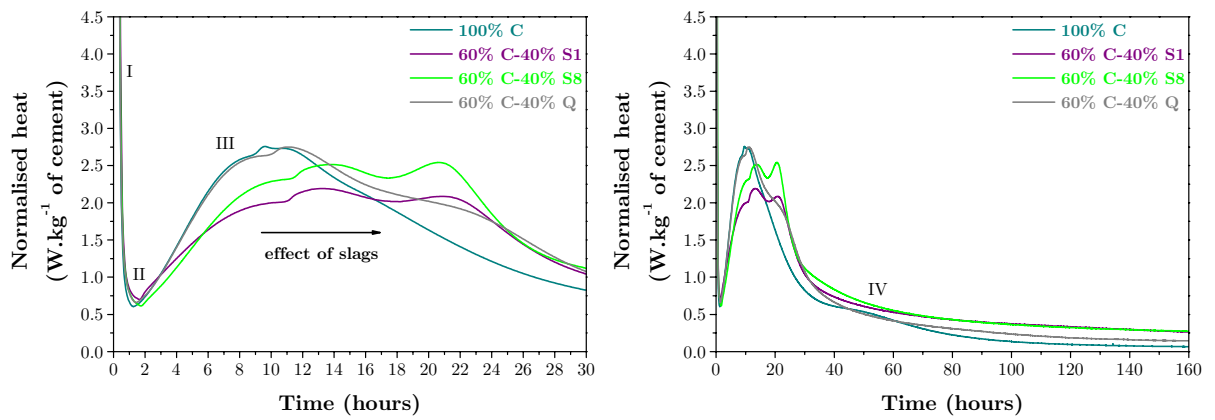 4.5
4.0
3.5
3.0
2.5
2.0
1.5
1.0
0.5
0.0
0 2 4 6 8 10 12 14 16 18 20 22 24 26 28 30
Time (hours)
Normalised heat
(W.kg⁻¹ of cement)
100% C
60% C-40% S1
60% C-40% S8
60% C-40% Q
I
II
III
effect of slags
4.5
4.0
3.5
3.0
2.5
2.0
1.5
1.0
0.5
0.0
0 20 40 60 80 100 120 140 160
Time (hours)
Normalised heat
(W.kg⁻¹ of cement)
100% C
60% C-40% S1
60% C-40% S8
60% C-40% Q
IV